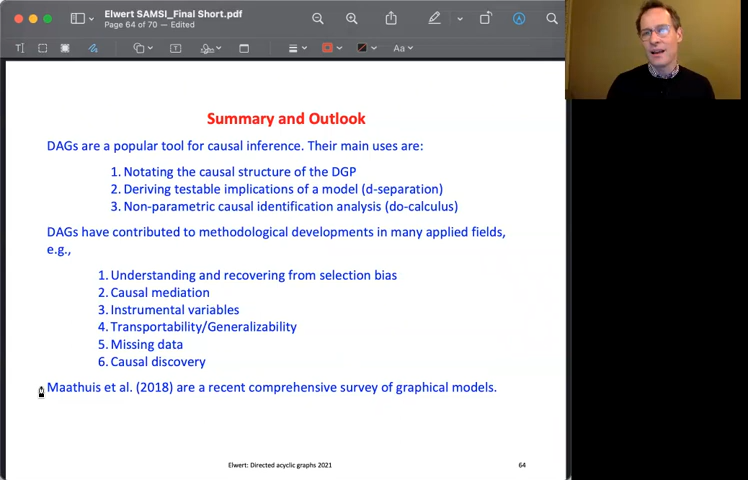 Elwert SAMSI_Final Short.pdf
Page 64 of 70 — Edited
Summary and Outlook
DAGs are a popular tool for causal inference. Their main uses are:
1. Notating the causal structure of the DGP
2. Deriving testable implications of a model (d-separation)
3. Non-parametric causal identification analysis (do-calculus)
DAGs have contributed to methodological developments in many applied fields,
e.g.,
1. Understanding and recovering from selection bias
2. Causal mediation
3. Instrumental variables
4. Transportability/Generalizability
5. Missing data
6. Causal discovery
Maathuis et al. (2018) are a recent comprehensive survey of graphical models.
Elwert: Directed acyclic graphs 2021
64